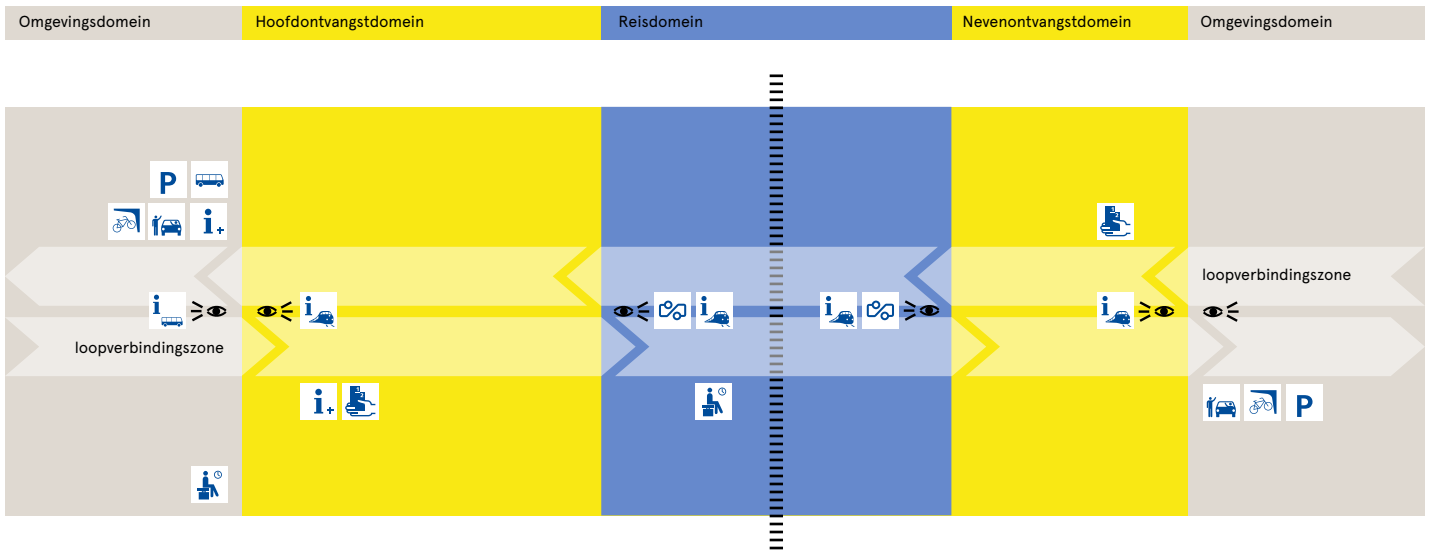 Omgevingsdomein
Hoofdontvangstdomein
Reisdomein
Nevenontvangstdomein
Omgevingsdomein
P
i+
loopverbindingszone
i
i
i
i
i
loopverbindingszone
i+
P